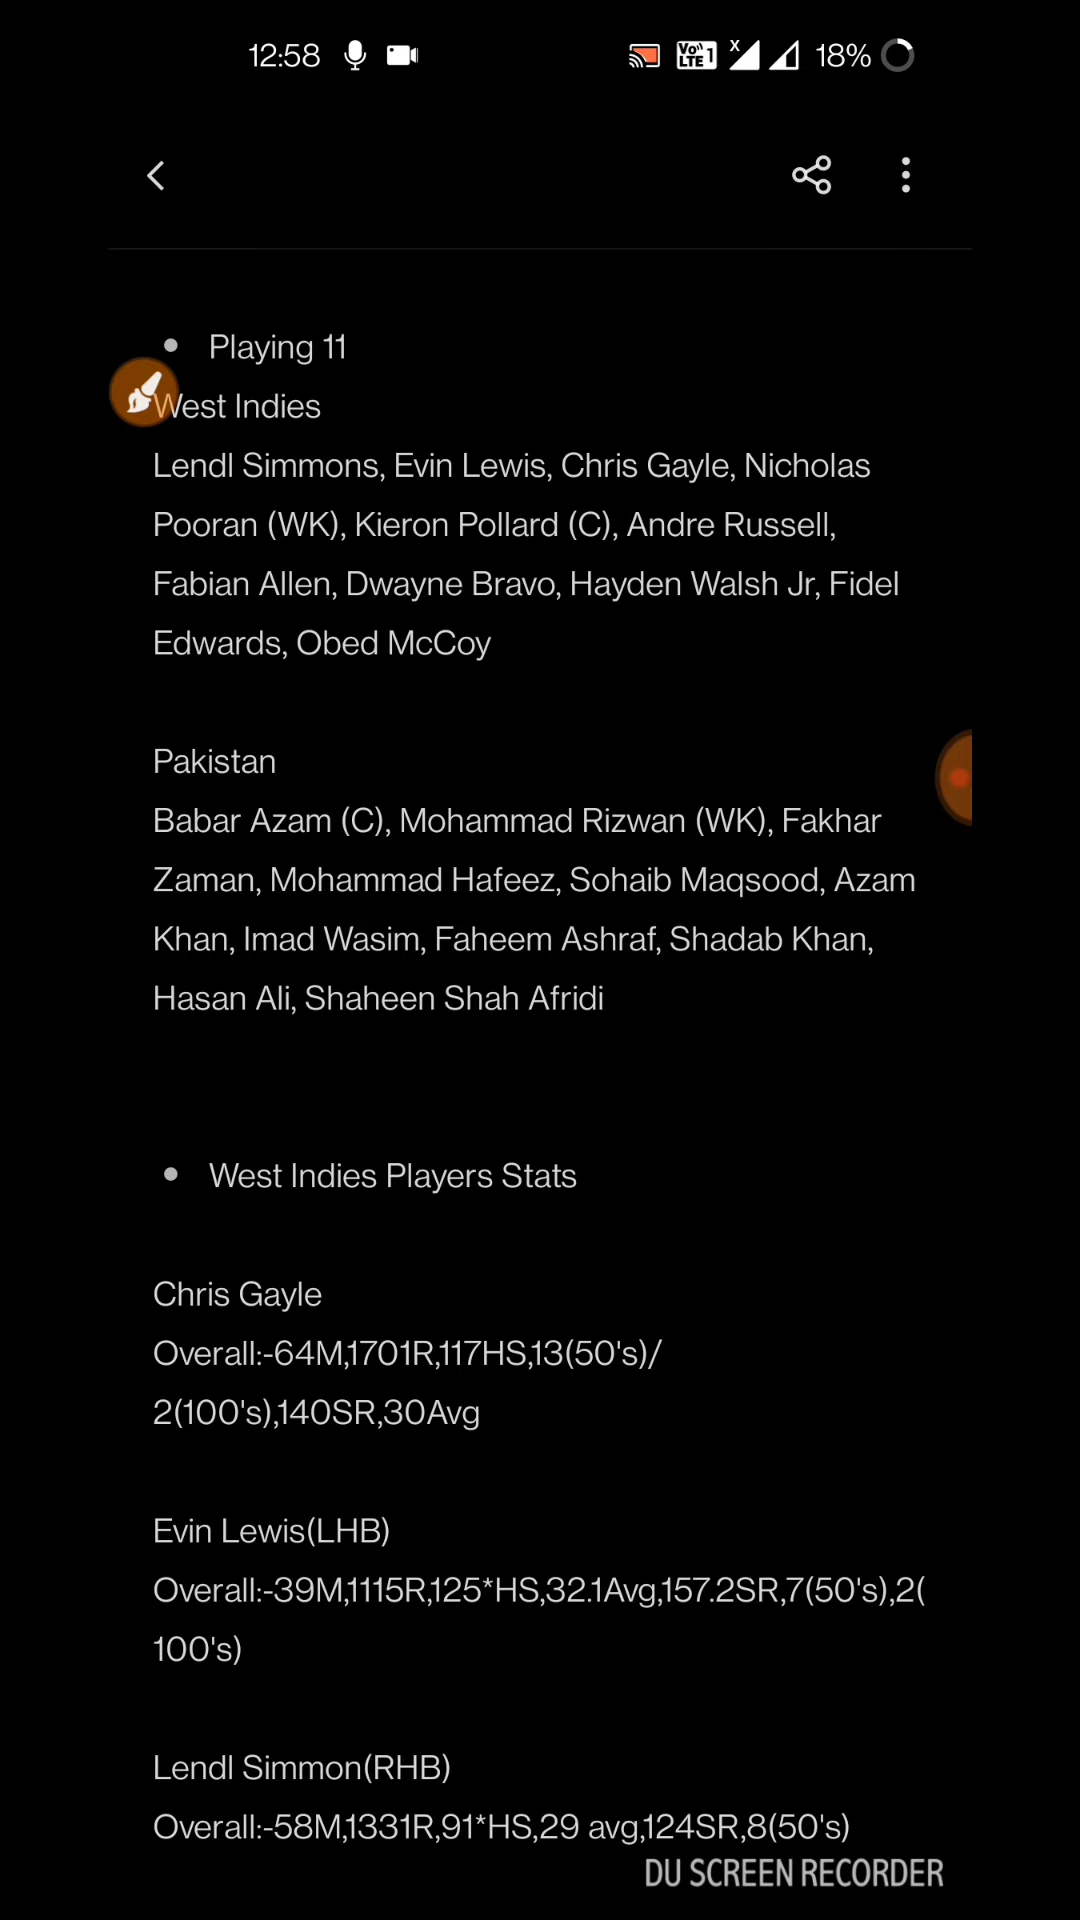 12:58
Vo)) LTE 1 x 18%
Playing 11
West Indies
Lendl Simmons, Evin Lewis, Chris Gayle, Nicholas
Pooran (WK), Kieron Pollard (C), Andre Russell,
Fabian Allen, Dwayne Bravo, Hayden Walsh Jr, Fidel
Edwards, Obed McCoy
Pakistan
Babar Azam (C), Mohammad Rizwan (WK), Fakhar
Zaman, Mohammad Hafeez, Sohaib Maqsood, Azam
Khan, Imad Wasim, Faheem Ashraf, Shadab Khan,
Hasan Ali, Shaheen Shah Afridi
West Indies Players Stats
Chris Gayle
Overall:-64M,1701R,117HS,13(50's)/
2(100's),140SR,30Avg
Evin Lewis(LHB)
Overall:-39M,1115R,125*HS,32.1Avg,157.2SR,7(50's),2(
100's)
Lendl Simmon(RHB)
Overall:-58M,1331R,91*HS,29 avg,124SR,8(50's)
DU SCREEN RECORDER